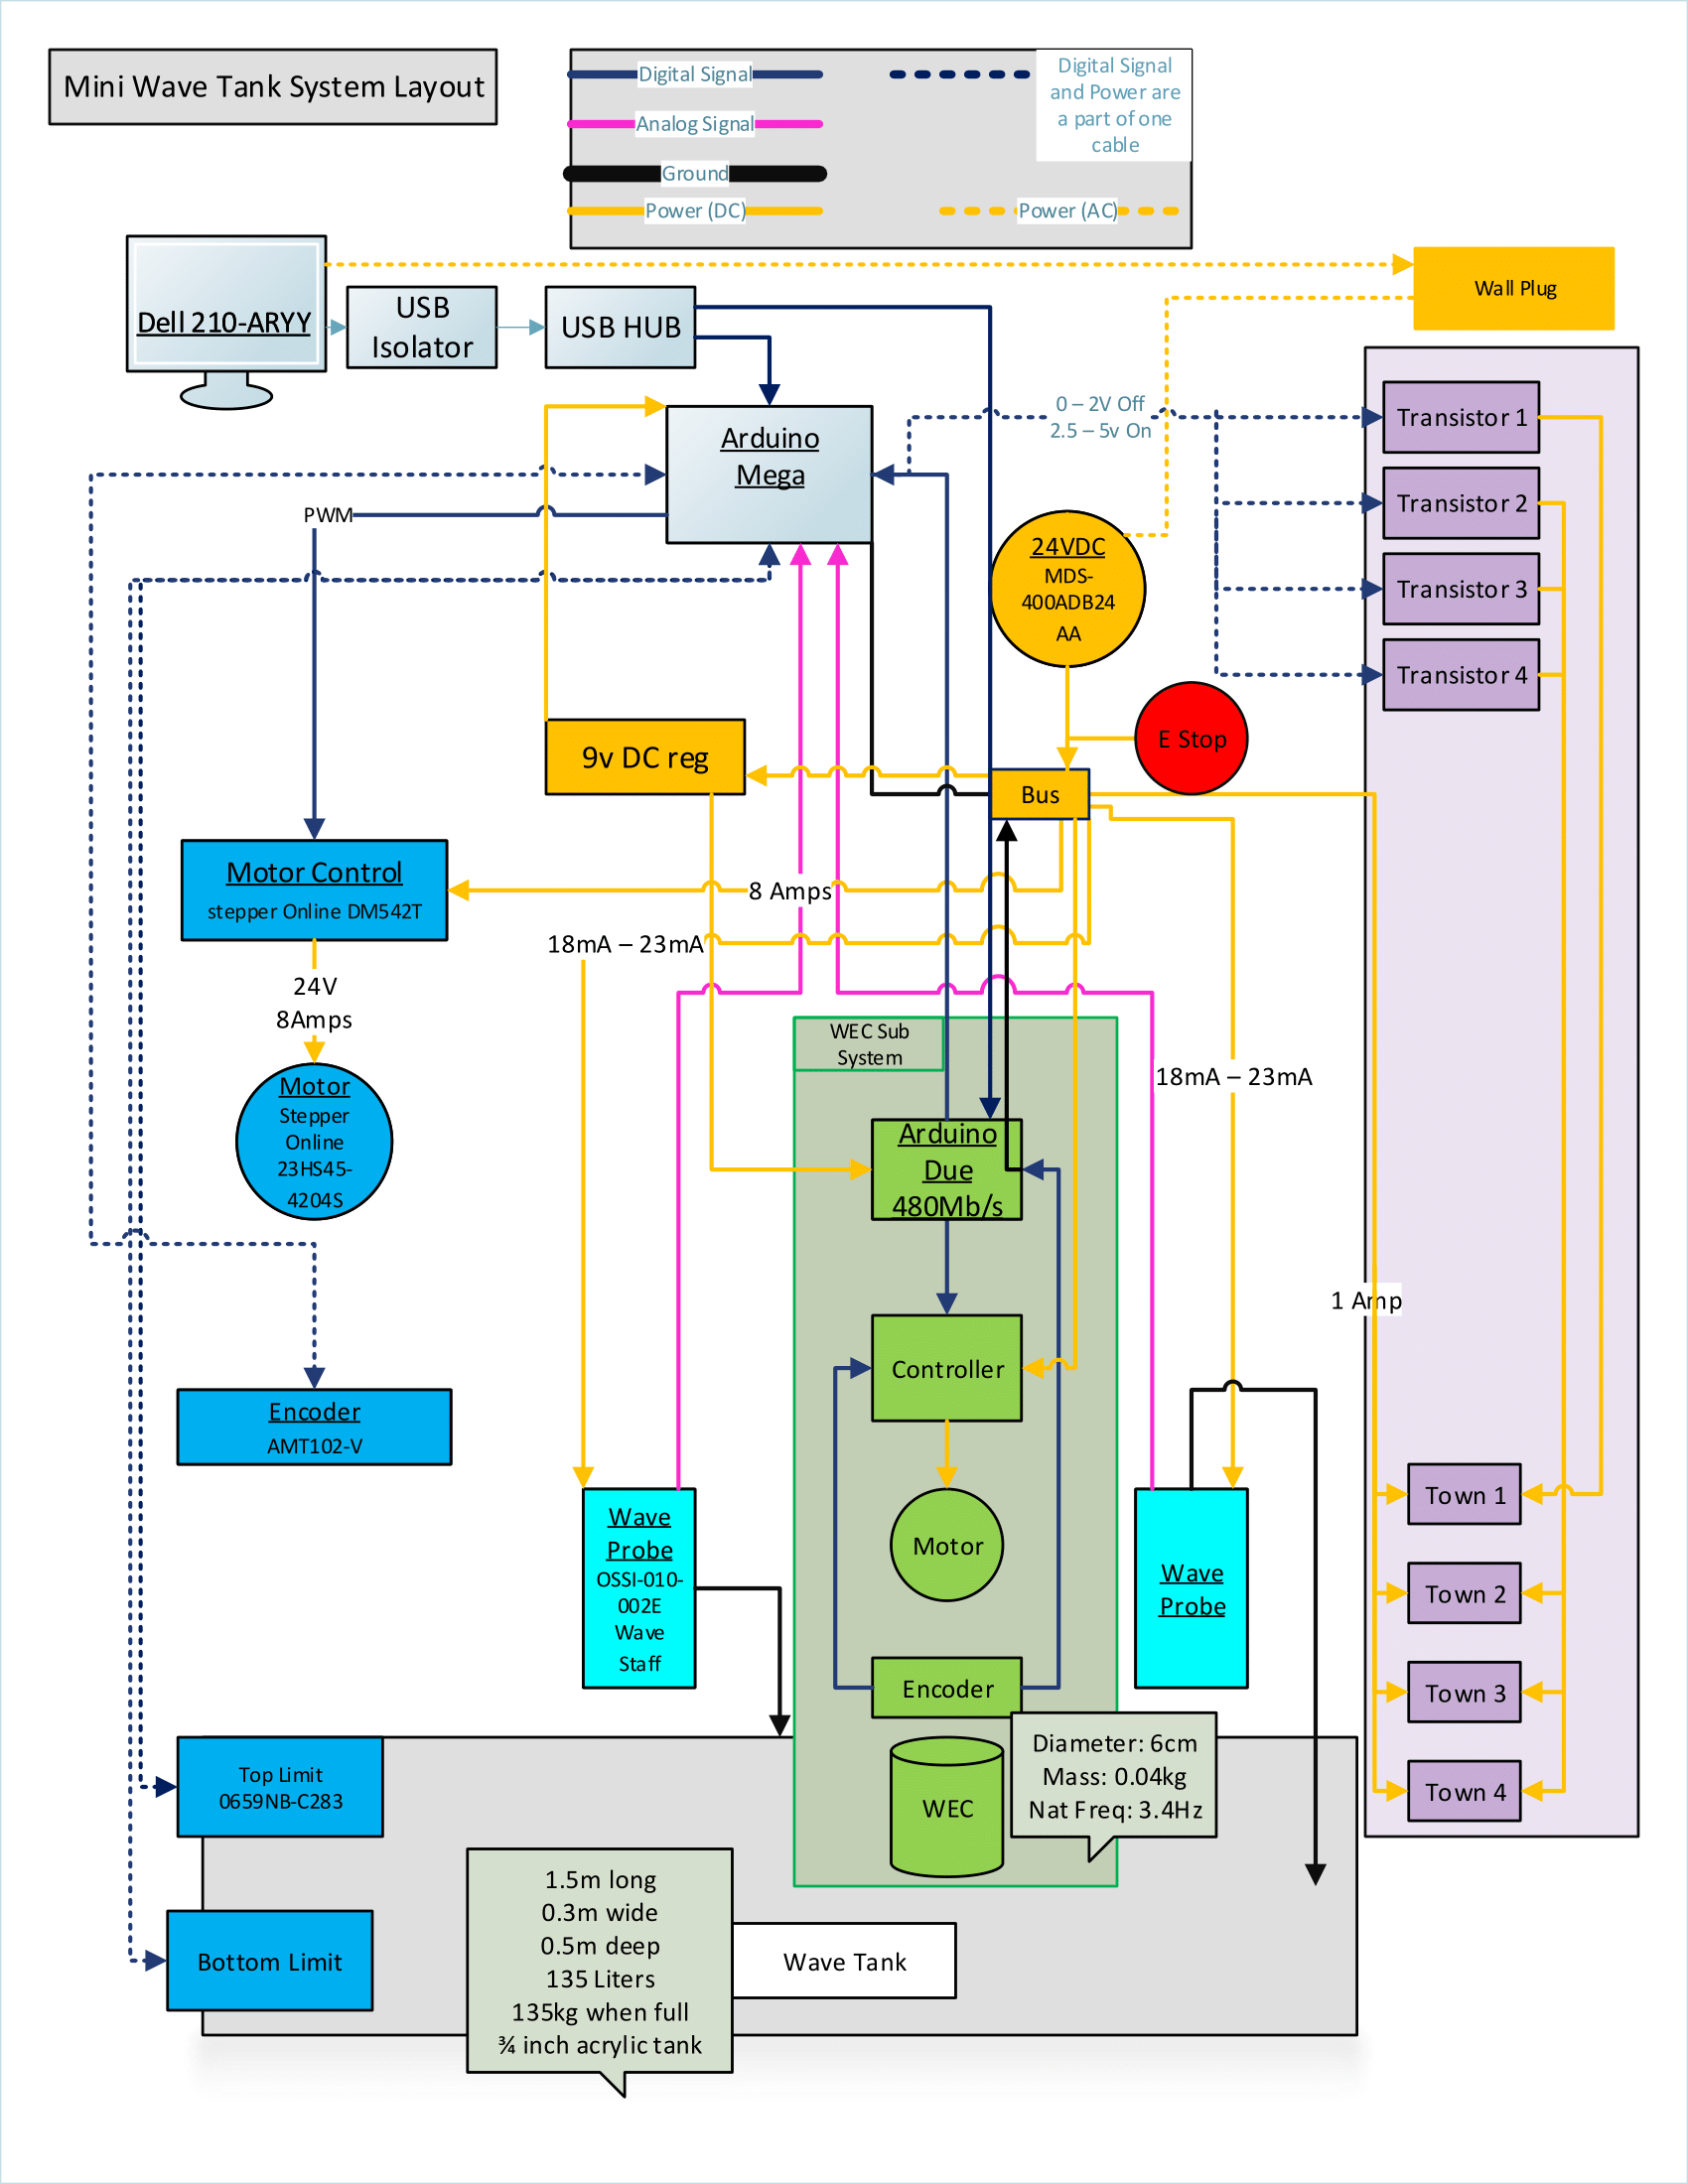 Mini Wave Tank System Layout
Digital Signal
Analog Signal
Ground
Power (DC)
Digital Signal
and Power are
a part of one
cable
Power (AC)
Dell 210-ARYY
USB
Isolator
USB HUB
Wall Plug
Arduino
Mega
0 – 2V Off
2.5 – 5v On
Transistor 1
Transistor 2
Transistor 3
Transistor 4
PWM
24VDC
MDS-
400ADB24
AA
E Stop
9v DC reg
Bus
Motor Control
stepper Online DM542T
8 Amps
18mA – 23mA
24V
8Amps
Motor
Stepper
Online
23HS45-
4204S
WEC Sub
System
18mA – 23mA
Arduino
Due
480Mb/s
1 Amp
Controller
Encoder
AMT102-V
Wave
Probe
OSSI-010-
002E
Wave
Staff
Motor
Wave
Probe
Town 1
Town 2
Town 3
Town 4
Encoder
Top Limit
0659NB-C283
WEC
Diameter: 6cm
Mass: 0.04kg
Nat Freq: 3.4Hz
Bottom Limit
1.5m long
0.3m wide
0.5m deep
135 Liters
135kg when full
¾ inch acrylic tank
Wave Tank